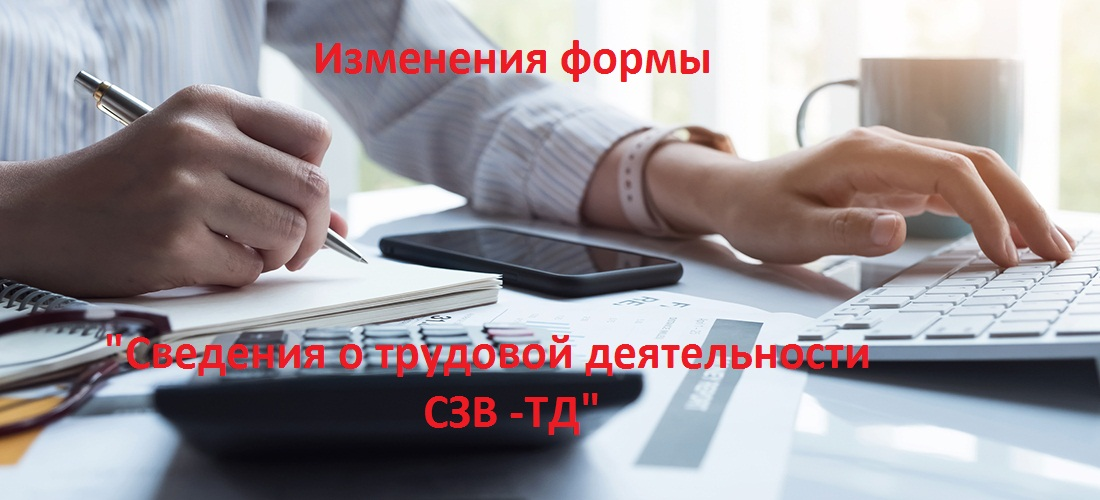 Изменения формы
"Сведения о трудовой деятельности
СЗВ -ТД"